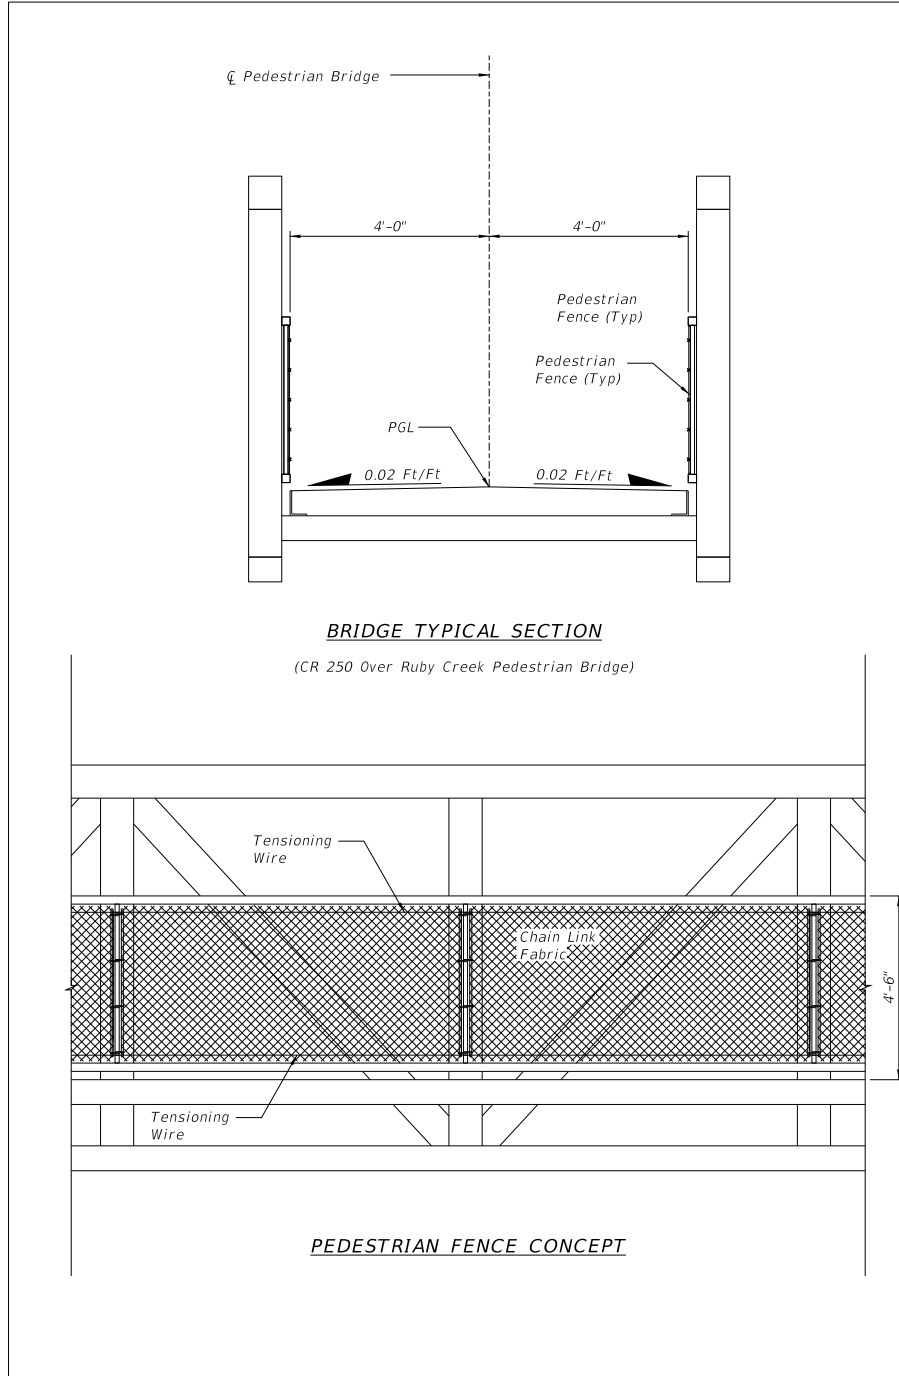 ℄ Pedestrian Bridge
4'-0"
4'-0"
Pedestrian
Fence (Typ)
Pedestrian
Fence (Typ)
PGL
0.02 Ft/Ft
0.02 Ft/Ft
BRIDGE TYPICAL SECTION
(CR 250 Over Ruby Creek Pedestrian Bridge)
Tensioning
Wire
Chain Link
Fabric
4'-6"
Tensioning
Wire
PEDESTRIAN FENCE CONCEPT